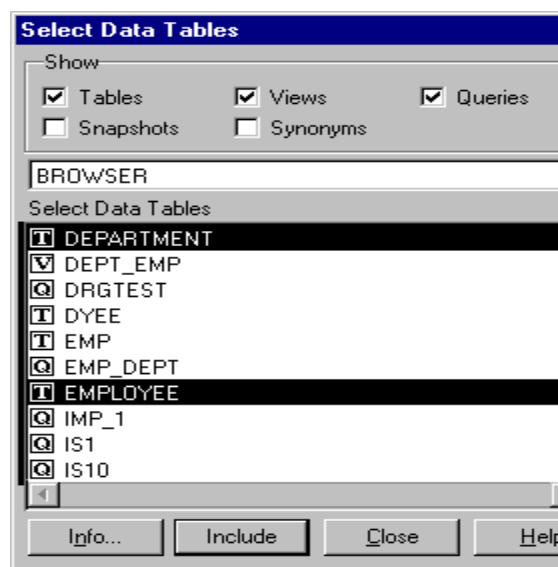 Select Data Tables
Show
Tables Views Queries
Snapshots Synonyms
BROWSER
Select Data Tables
T DEPARTMENT
V DEPT_EMP
Q DRGTEST
T DYEE
T EMP
Q EMP_DEPT
T EMPLOYEE
Q IMP_1
Q IS1
Q IS10
Info... Include Close Help